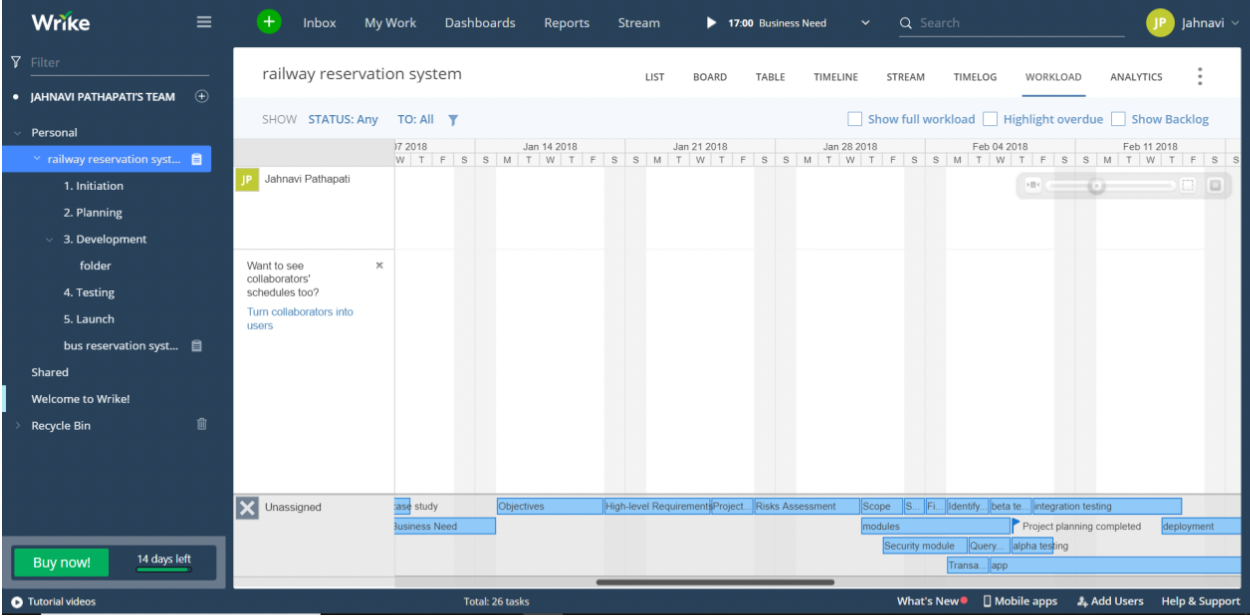 Wrike
Inbox My Work Dashboards Reports Stream 17:00 Business Need Search JP Jahnavi
Filter
JAHNAVI PATHAPATI'S TEAM
Personal
railway reservation syst...
1. Initiation
2. Planning
3. Development
folder
4. Testing
5. Launch
bus reservation syst...
Shared
Welcome to Wrike!
Recycle Bin
Buy now! 14 days left
Tutorial videos
railway reservation system LIST BOARD TABLE TIMELINE STREAM TIMELOG WORKLOAD ANALYTICS
SHOW STATUS: Any TO: All Show full workload Highlight overdue Show Backlog
07 2018 Jan 14 2018 Jan 21 2018 Jan 28 2018 Feb 04 2018 Feb 11 2018
W T F S S M T W T F S S M T W T F S S M T W T F S S M T W T F S S M T W T F S S
JP Jahnavi Pathapati
Want to see
collaborators'
schedules too?
Turn collaborators into
users
Unassigned case study Objectives High-level Requirements Project Risks Assessment Scope S... Fi... Identify... beta te... integration testing
Business Need modules Project planning completed deployment
Security module Query... alpha testing
Transa... app
Total: 26 tasks What's New Mobile apps Add Users Help & Support